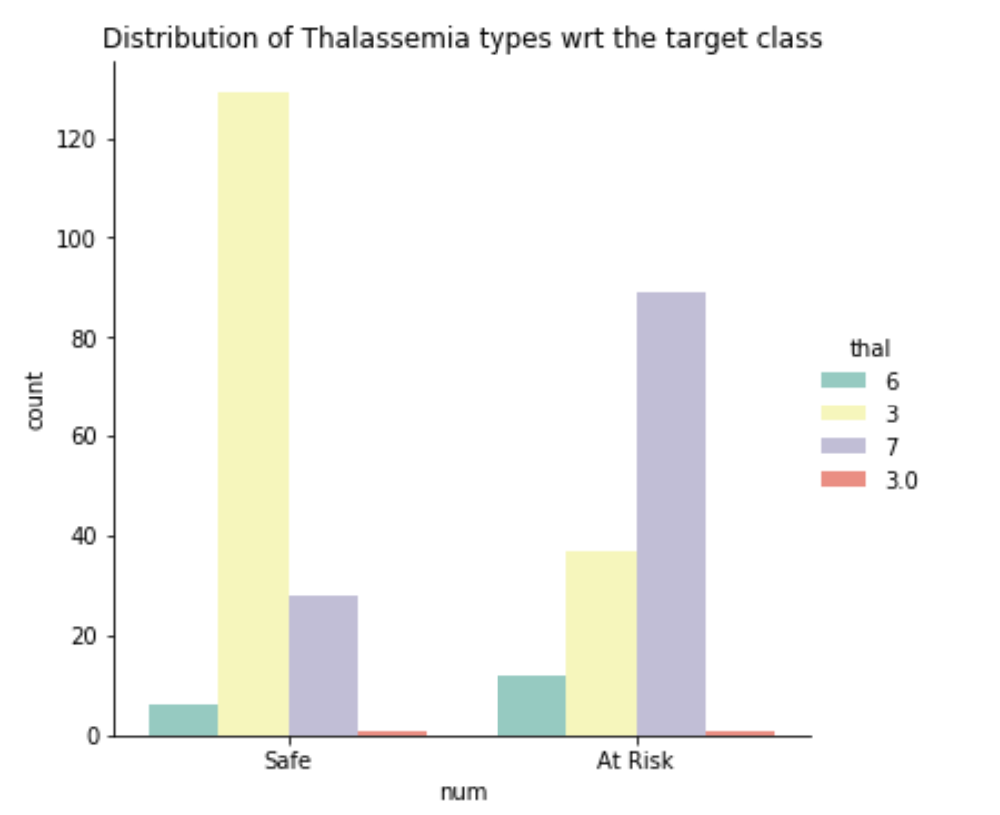 Distribution of Thalassemia types wrt the target class
120
100
80
60
40
20
0
count
Safe
At Risk
num
thal
6
3
7
3.0